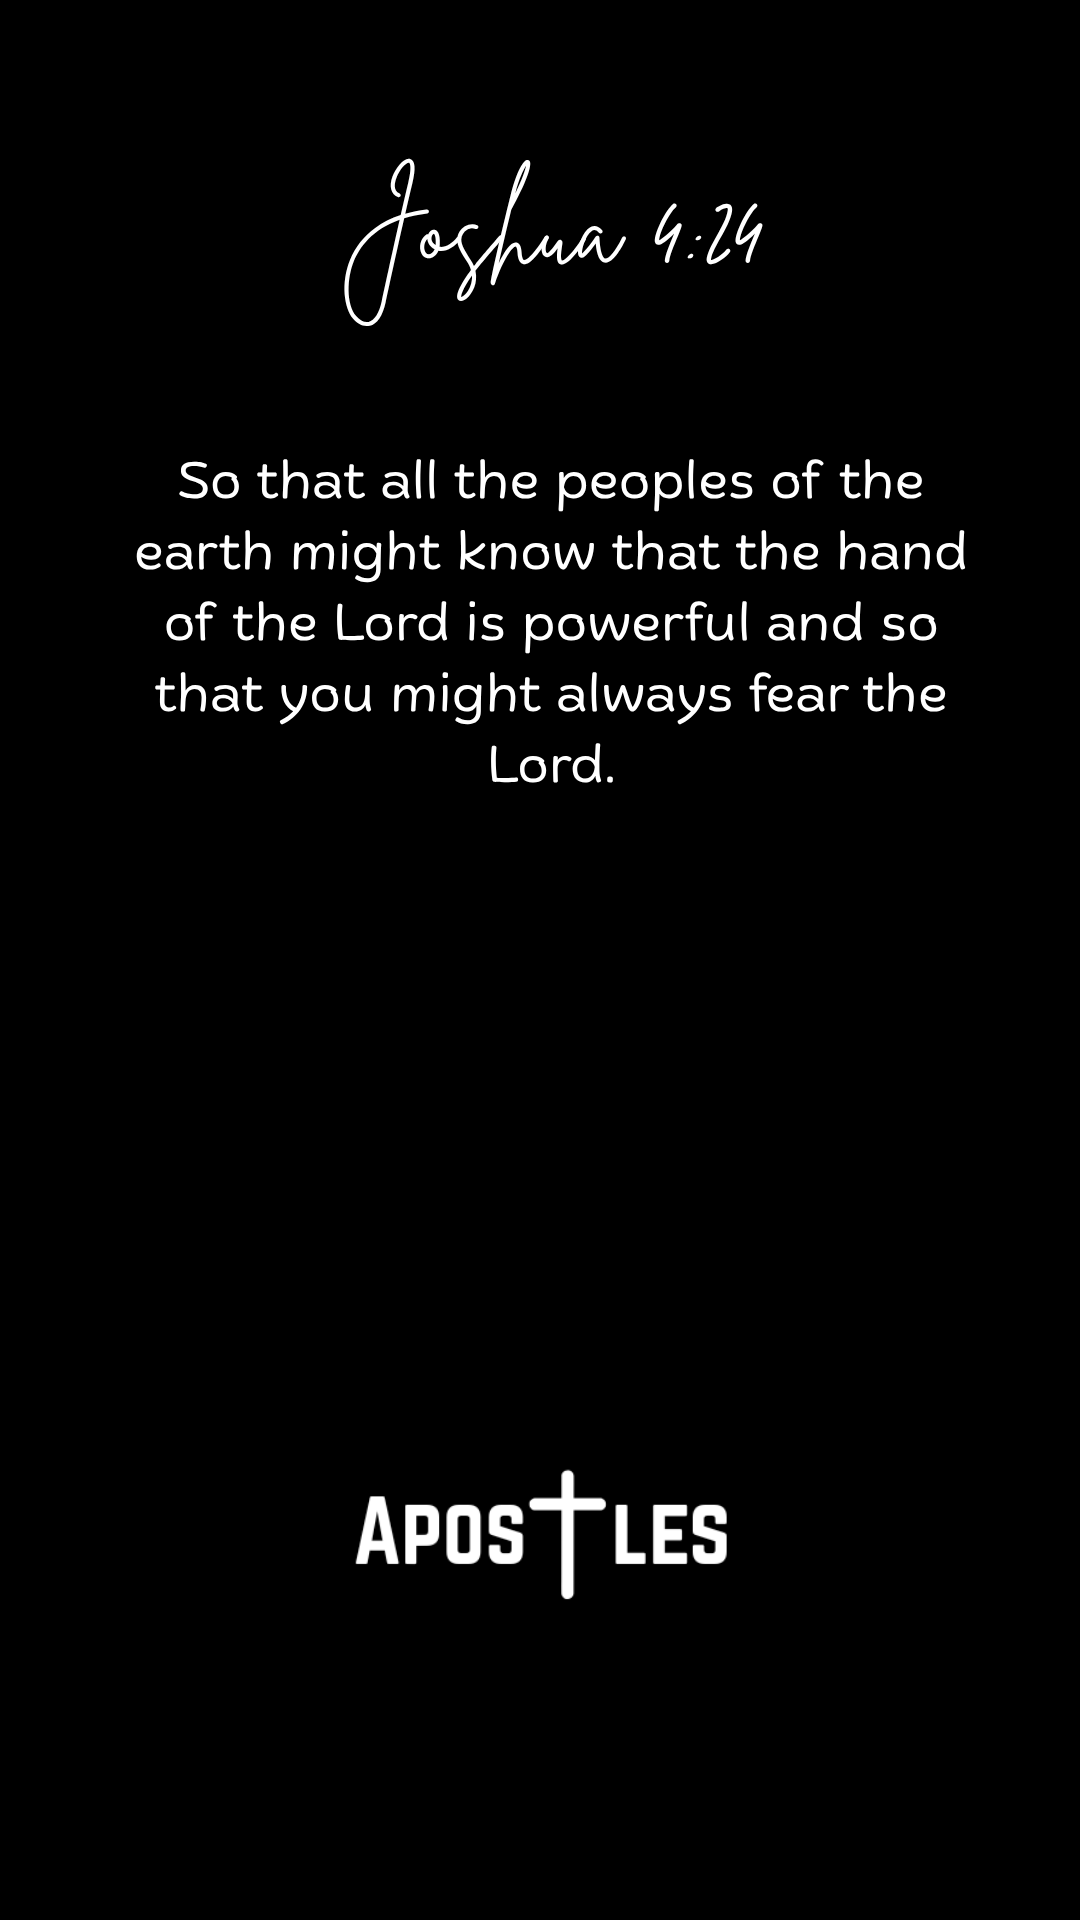 Joshua 4:24
So that all the peoples of the
earth might know that the hand
of the Lord is powerful and so
that you might always fear the
Lord.
Apostles